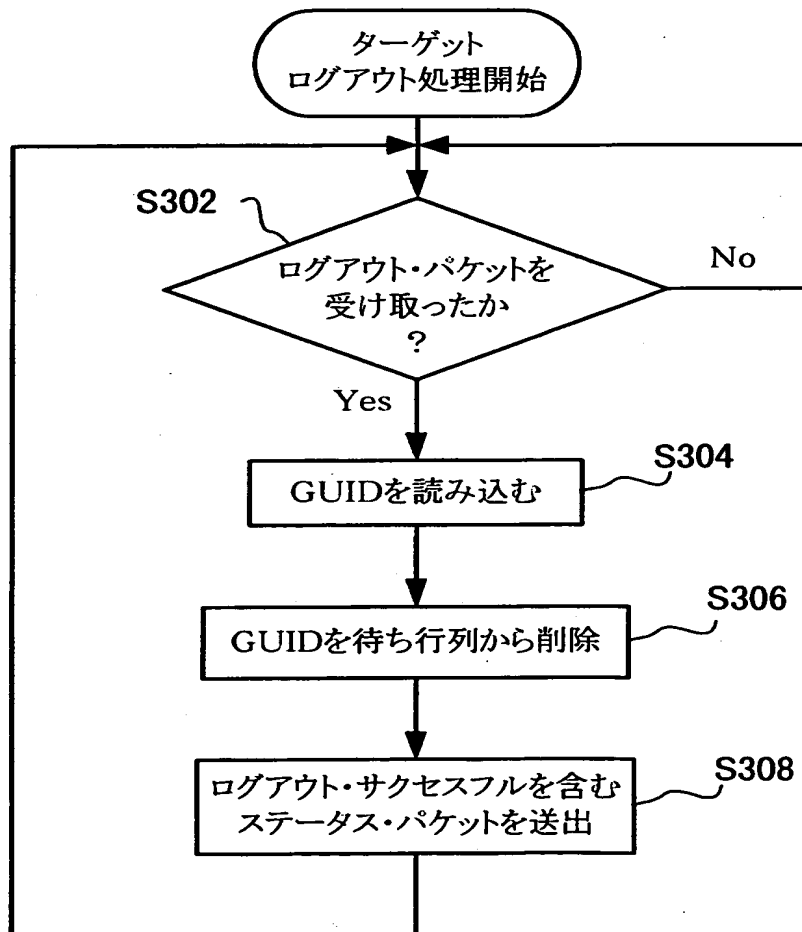 ターゲット
ログアウト処理開始
S302
ログアウト・パケットを
受け取ったか
?
No
Yes
S304
GUIDを読み込む
S306
GUIDを待ち行列から削除
S308
ログアウト・サクセスフルを含む
ステータス・パケットを送出